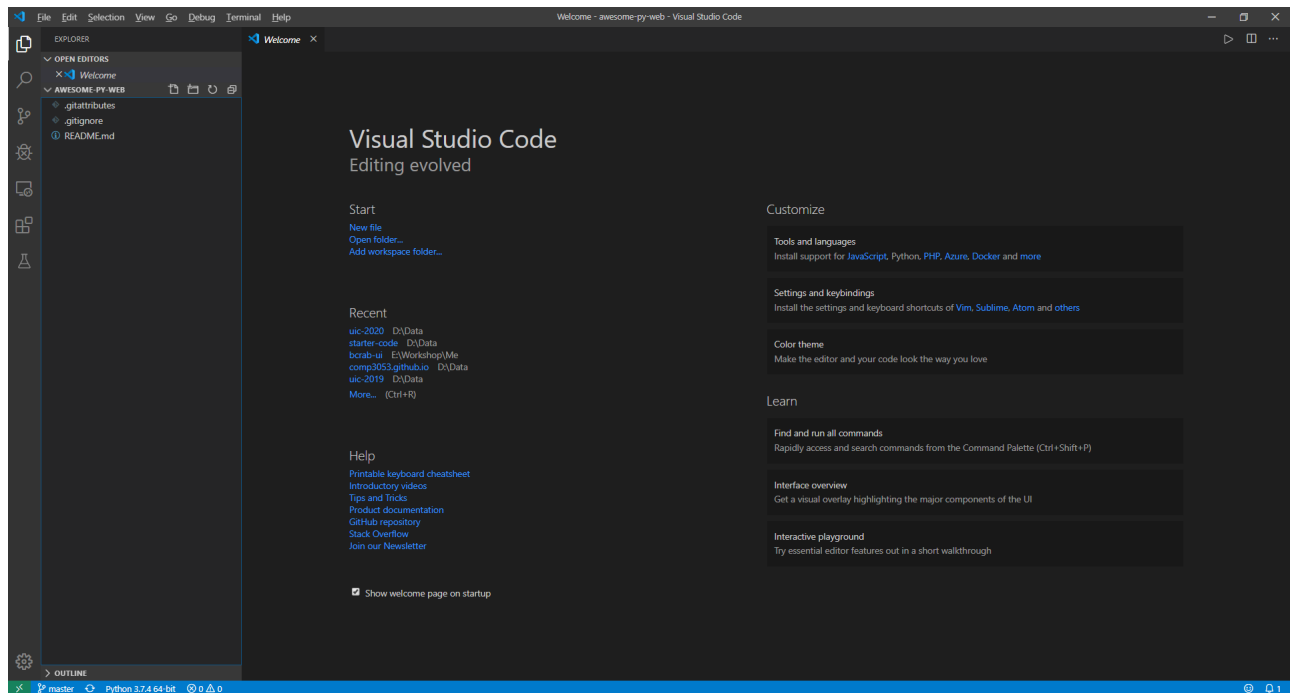 File Edit Selection View Go Debug Terminal Help
Welcome - awesome-py-web - Visual Studio Code
EXPLORER
OPEN EDITORS
Welcome
AWESOME-PY-WEB
.gitattributes
.gitignore
README.md
OUTLINE
Welcome
Visual Studio Code
Editing evolved
Start
New file
Open folder...
Add workspace folder...
Recent
uic-2020 D:\Data
starter-code D:\Data
bcrab-ui E:\Workshop\Me
comp3053.github.io D:\Data
uic-2019 D:\Data
More... (Ctrl+R)
Help
Printable keyboard cheatsheet
Introductory videos
Tips and Tricks
Product documentation
GitHub repository
Stack Overflow
Join our Newsletter
Show welcome page on startup
Customize
Tools and languages
Install support for JavaScript, Python, PHP, Azure, Docker and more
Settings and keybindings
Install the settings and keyboard shortcuts of Vim, Sublime, Atom and others
Color theme
Make the editor and your code look the way you love
Learn
Find and run all commands
Rapidly access and search commands from the Command Palette (Ctrl+Shift+P)
Interface overview
Get a visual overlay highlighting the major components of the UI
Interactive playground
Try essential editor features out in a short walkthrough
master Python 3.7.4 64-bit 0 0 1